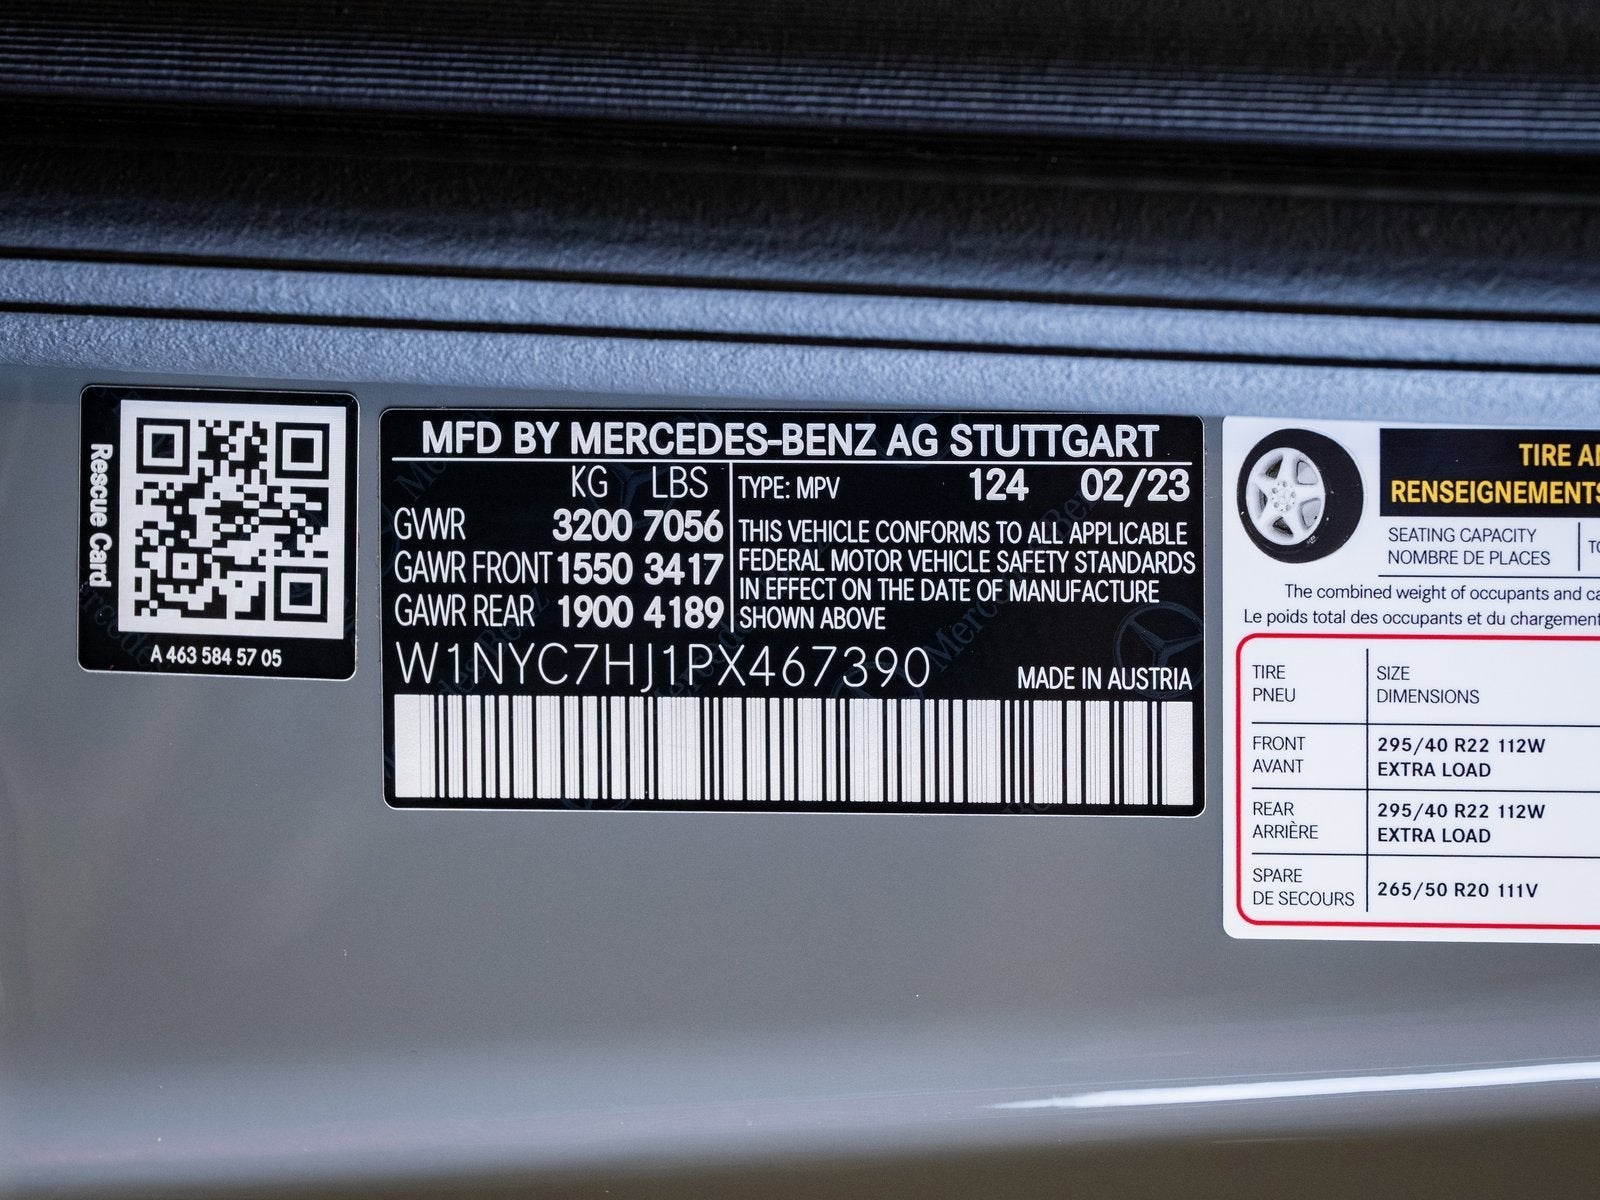 Rescue Card
A 463 584 57 05
MFD BY MERCEDES-BENZ AG STUTTGART
KG LBS
GVWR 3200 7056
GAWR FRONT 1550 3417
GAWR REAR 1900 4189
TYPE: MPV 124 02/23
THIS VEHICLE CONFORMS TO ALL APPLICABLE
FEDERAL MOTOR VEHICLE SAFETY STANDARDS
IN EFFECT ON THE DATE OF MANUFACTURE
SHOWN ABOVE
W1NYC7HJ1PX467390
MADE IN AUSTRIA
TIRE
RENSEIGNEMENTS
SEATING CAPACITY
NOMBRE DE PLACES
The combined weight of occupants and
Le poids total des occupants et du chargement
TIRE SIZE
PNEU DIMENSIONS
FRONT 295/40 R22 112W
AVANT EXTRA LOAD
REAR 295/40 R22 112W
ARRIÈRE EXTRA LOAD
SPARE
DE SECOURS 265/50 R20 111V